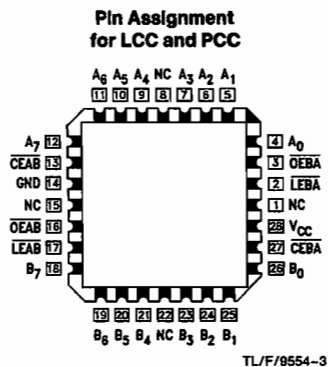 Pin Assignment
for LCC and PCC
A6 A5 A4 NC A3 A2 A1
11 10 9 8 7 6 5
A7 12
CEAB 13
GND 14
NC 15
OEAB 16
LEAB 17
B7 18
4 A0
3 OEBA
2 LEBA
1 NC
28 VCC
27 CEBA
26 B0
19 20 21 22 23 24 25
B6 B5 B4 NC B3 B2 B1
TL/F/9554-3